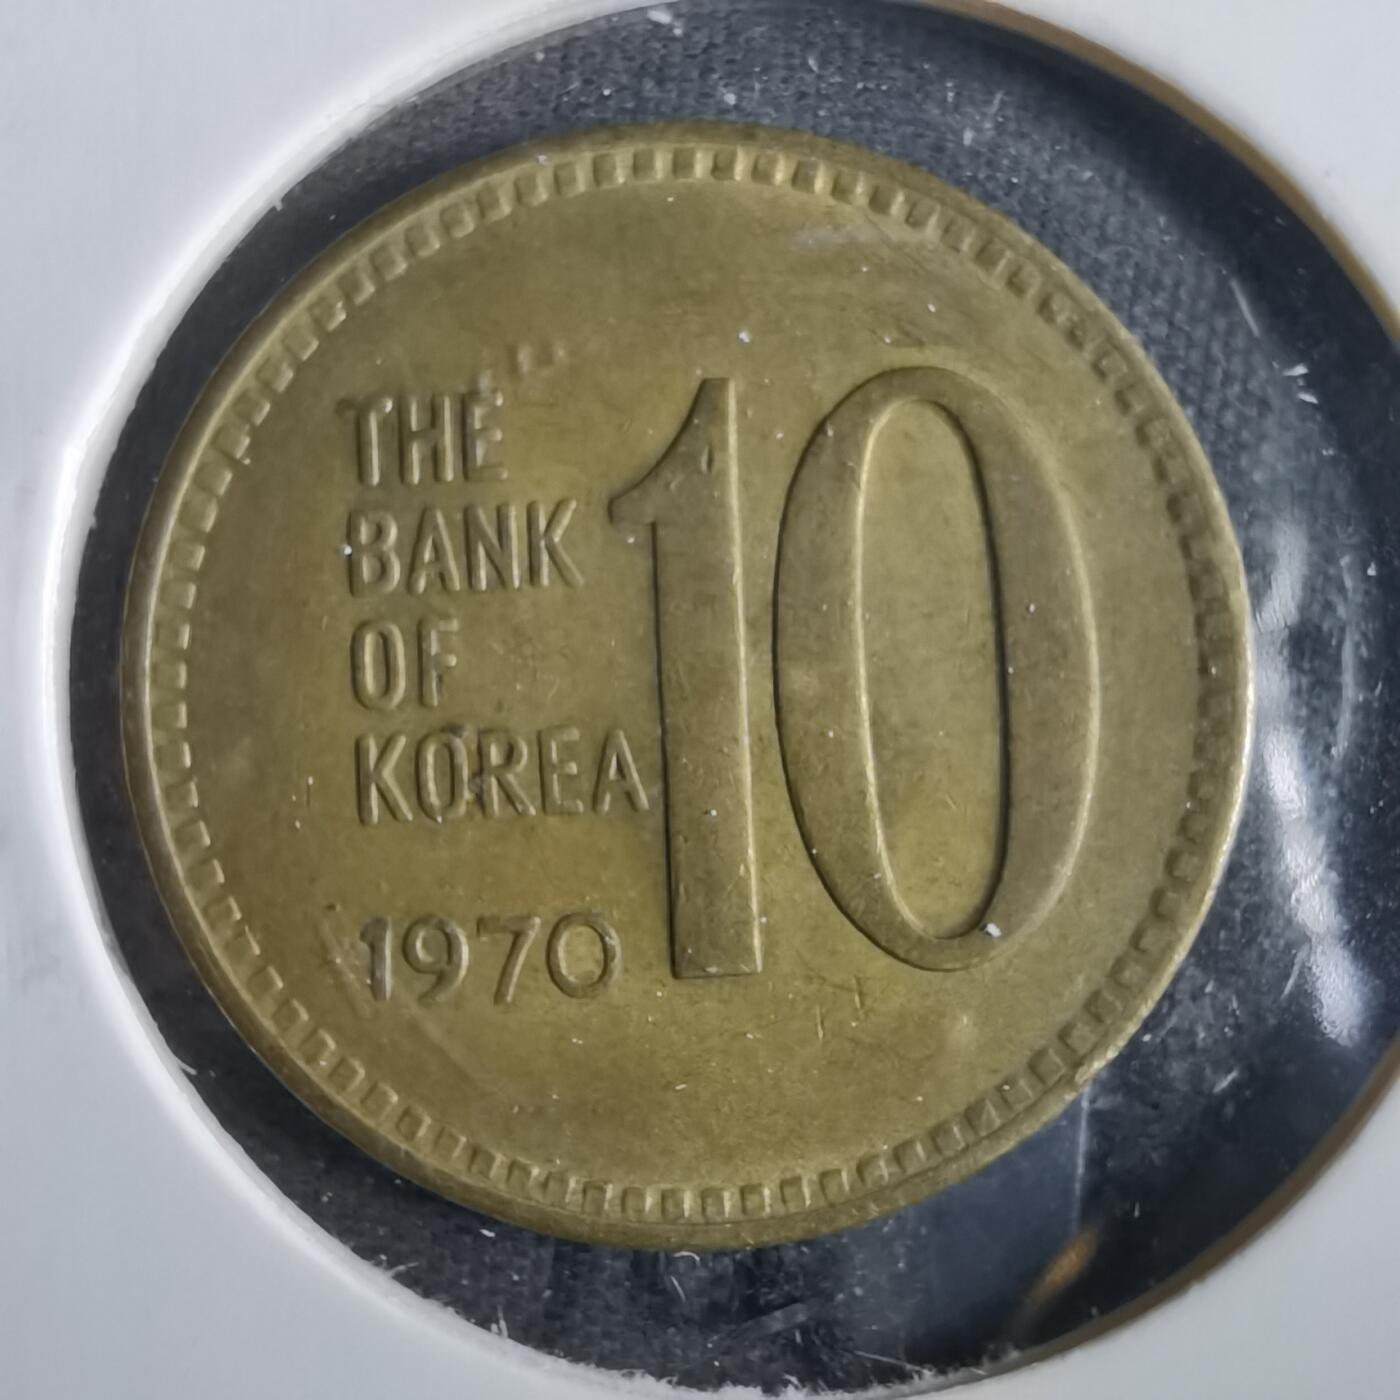 THE
BANK
OF
KOREA
1970
10